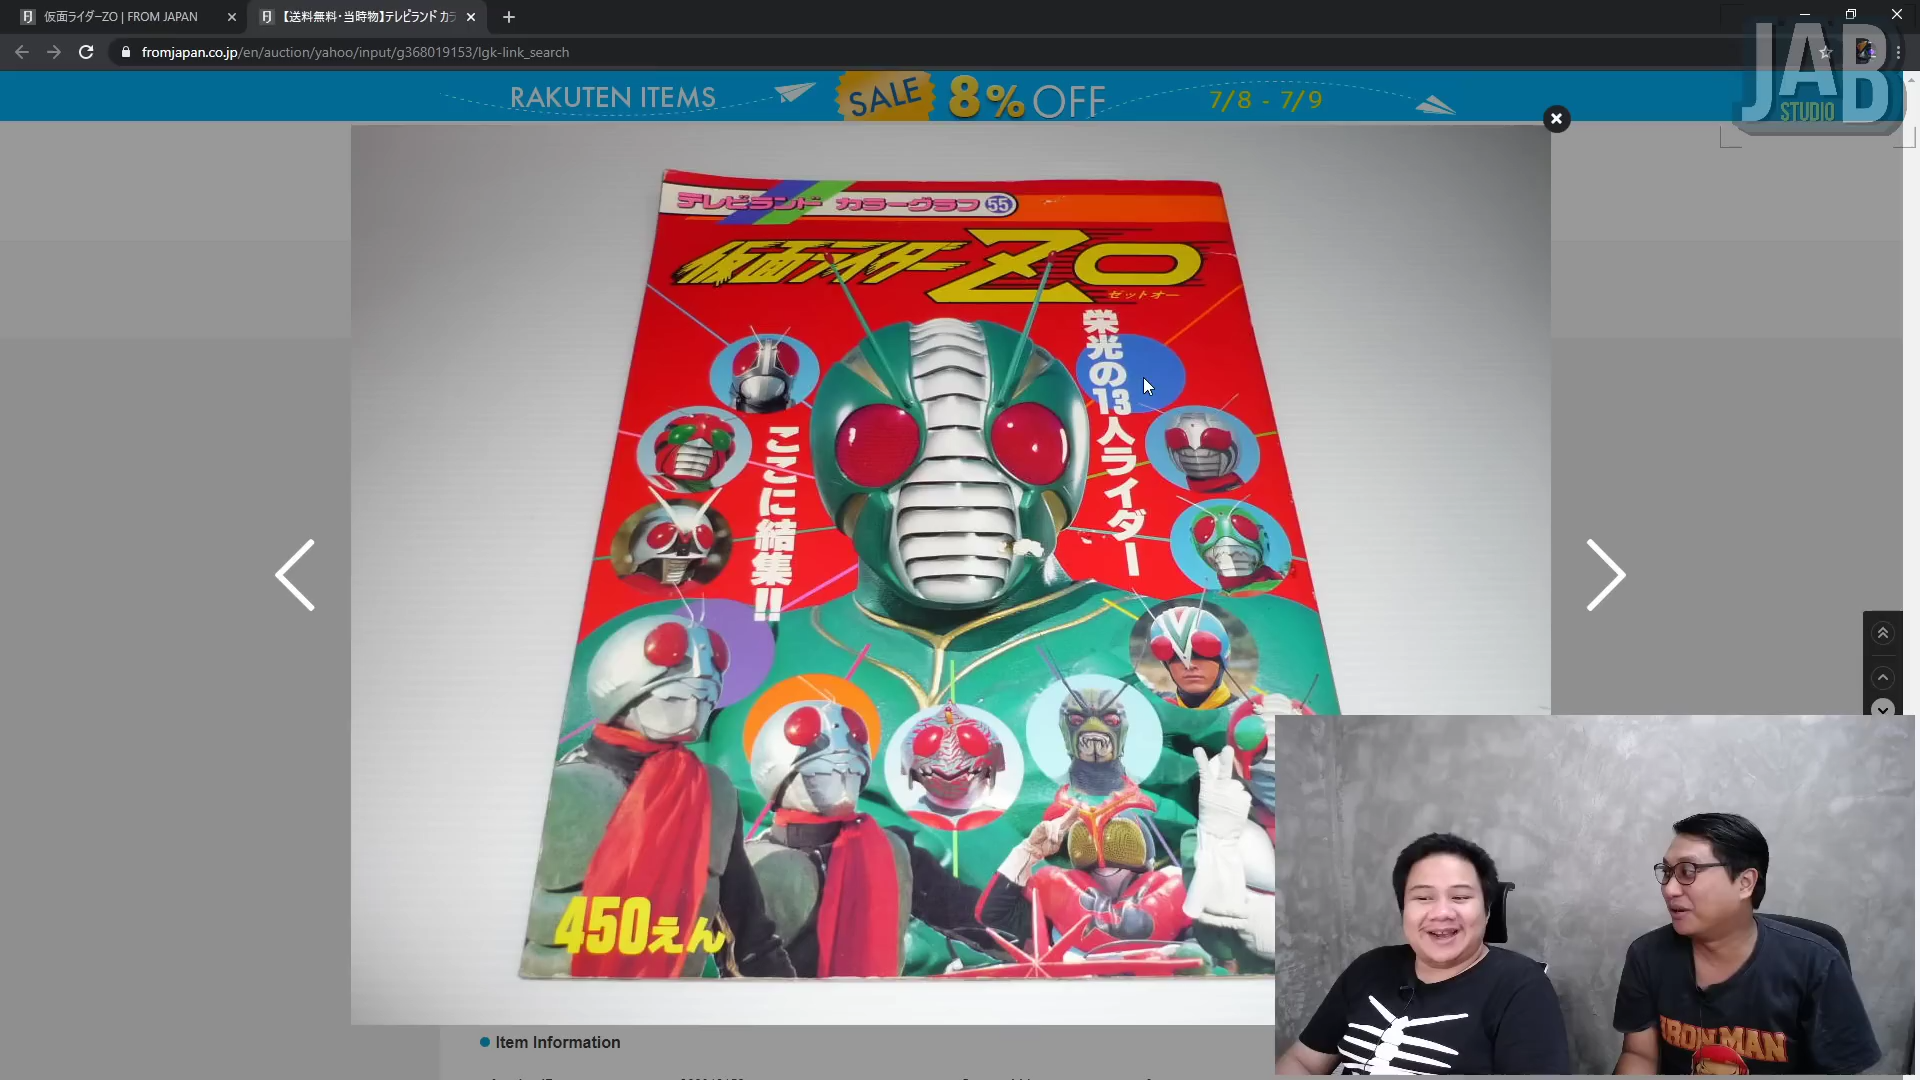 仮面ライダーZO | FROM JAPAN
【送料無料・当時物】テレビランド カラ
fromjapan.co.jp/en/auction/yahoo/input/g368019153/lgk-link_search
RAKUTEN ITEMS
SALE 8% OFF
7/8 - 7/9
JAB
STUDIO
テレビランド カラーグラフ 55
仮面ライダーZO
ゼットオー
栄光の13人ライダー
ここに結集!!
450えん
IRON MAN
Item Information